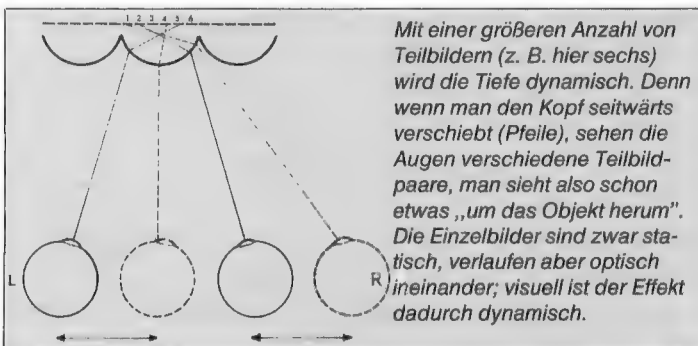 1 2 3 4 5 6
L
R
Mit einer größeren Anzahl von
Teilbildern (z. B. hier sechs)
wird die Tiefe dynamisch. Denn
wenn man den Kopf seitwärts
verschiebt (Pfeile), sehen die
Augen verschiedene Teilbild-
paare, man sieht also schon
etwas „um das Objekt herum".
Die Einzelbilder sind zwar sta-
tisch, verlaufen aber optisch
ineinander; visuell ist der Effekt
dadurch dynamisch.